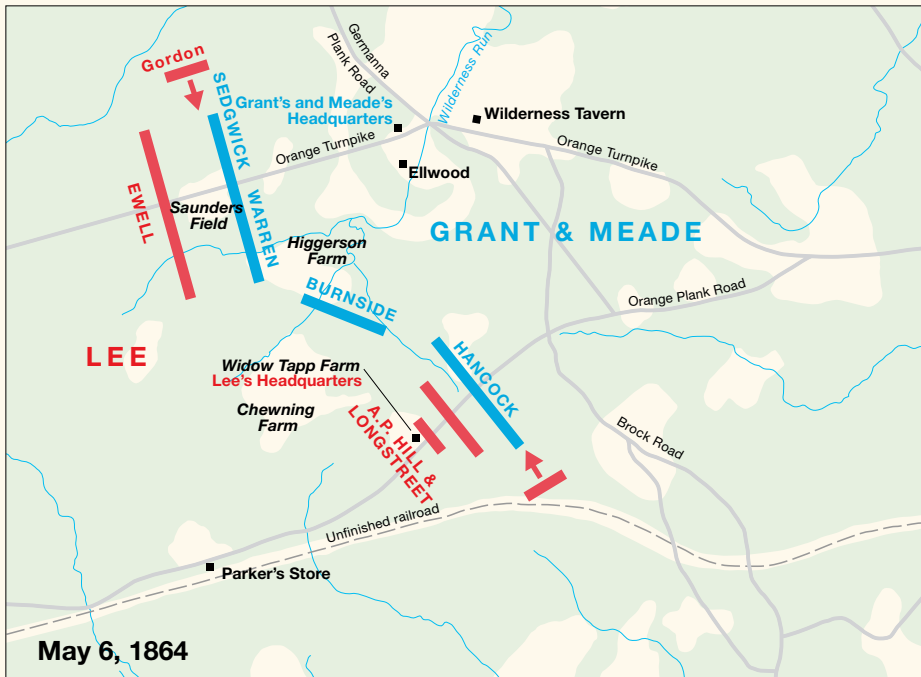 Gordon
SEDGWICK
Germanna
Plank Road
Wilderness Run
Grant's and Meade's
Headquarters
Wilderness Tavern
Orange Turnpike
Orange Turnpike
Ellwood
EWELL
Saunders
Field
WARREN
Higgerson
Farm
GRANT & MEADE
BURNSIDE
Orange Plank Road
LEE
Widow Tapp Farm
Lee's Headquarters
HANCOCK
Chewning
Farm
A.P. HILL &
LONGSTREET
Brock Road
Unfinished railroad
Parker's Store
May 6, 1864